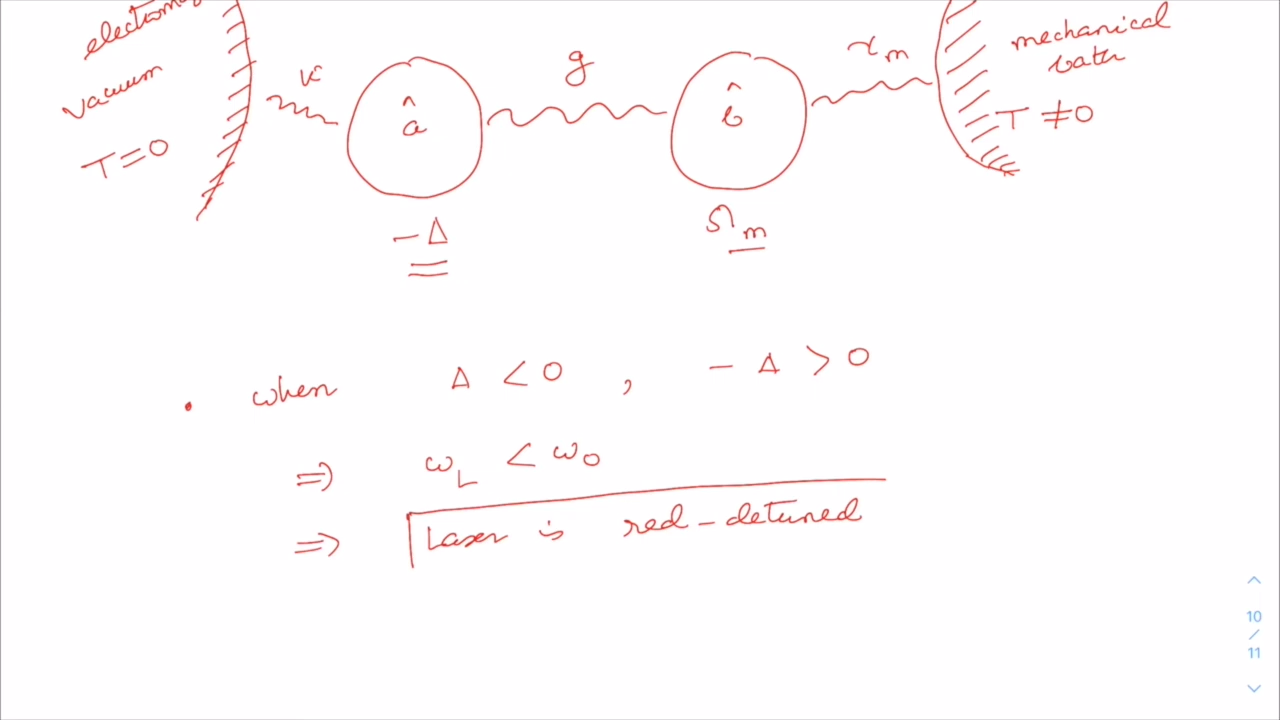 vacuum
T=0
κ
â
g
b̂
γm
mechanical
bath
T ≠ 0
-Δ
Ωm
• when Δ < 0 , - Δ > 0
⇒ ωL < ω0
⇒ Laser is red-detuned
10
/
11